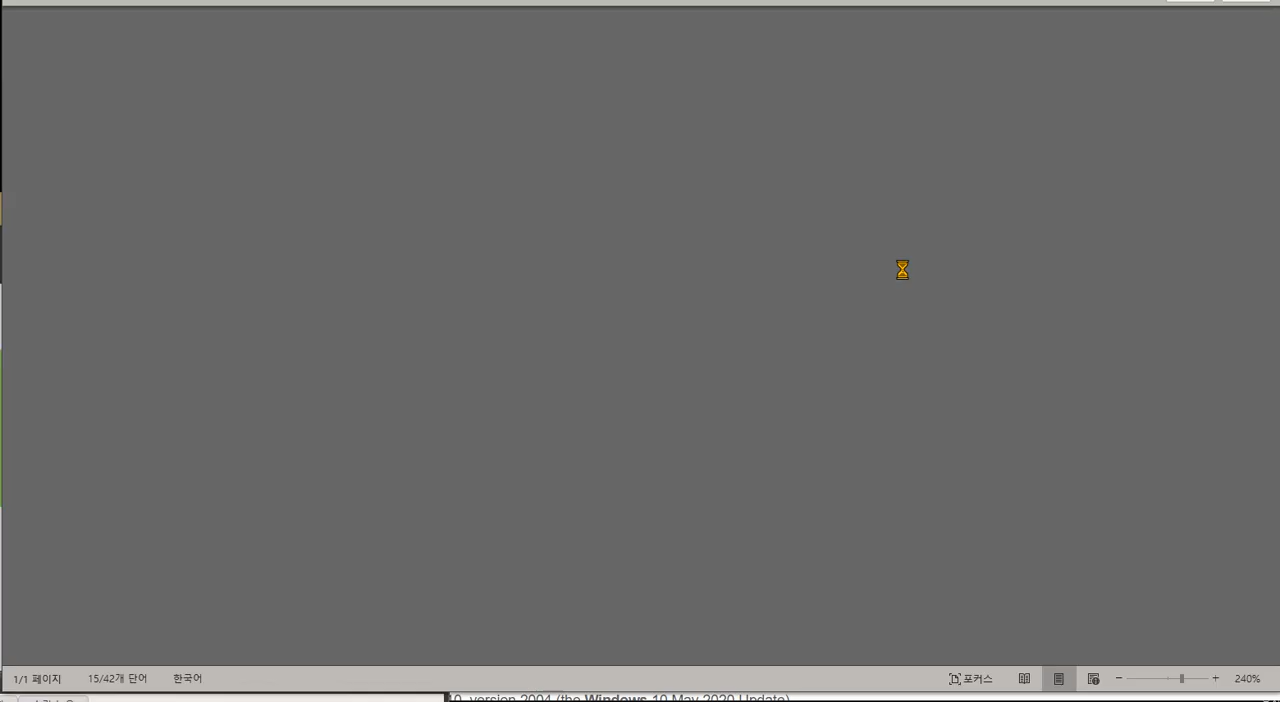 1/1 페이지 15/42개 단어 한국어 포커스 - + 240%
10, version 2004 (the Windows 10 May 2020 Update)